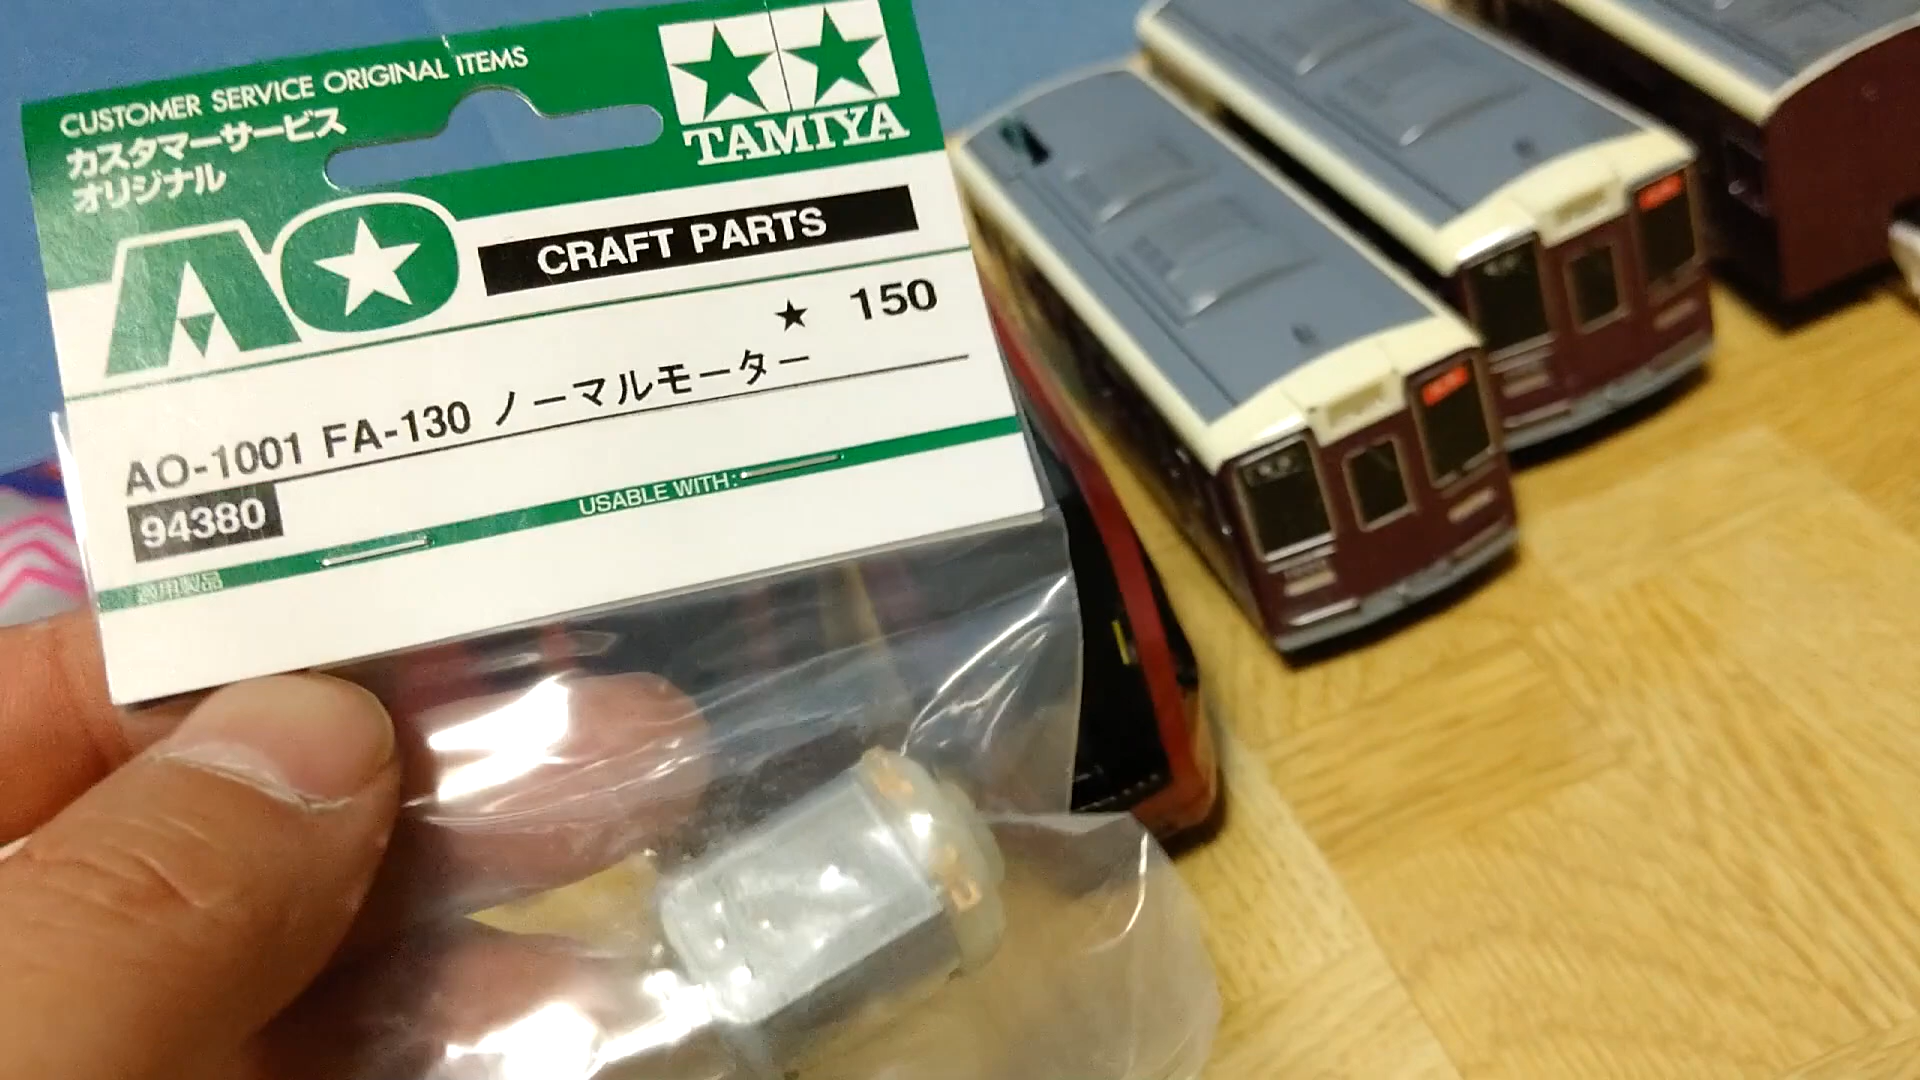 CUSTOMER SERVICE ORIGINAL ITEMS
カスタマーサービス
オリジナル
TAMIYA
AO
CRAFT PARTS
★ 150
AO-1001 FA-130 ノーマルモーター
94380
USABLE WITH:
適用製品